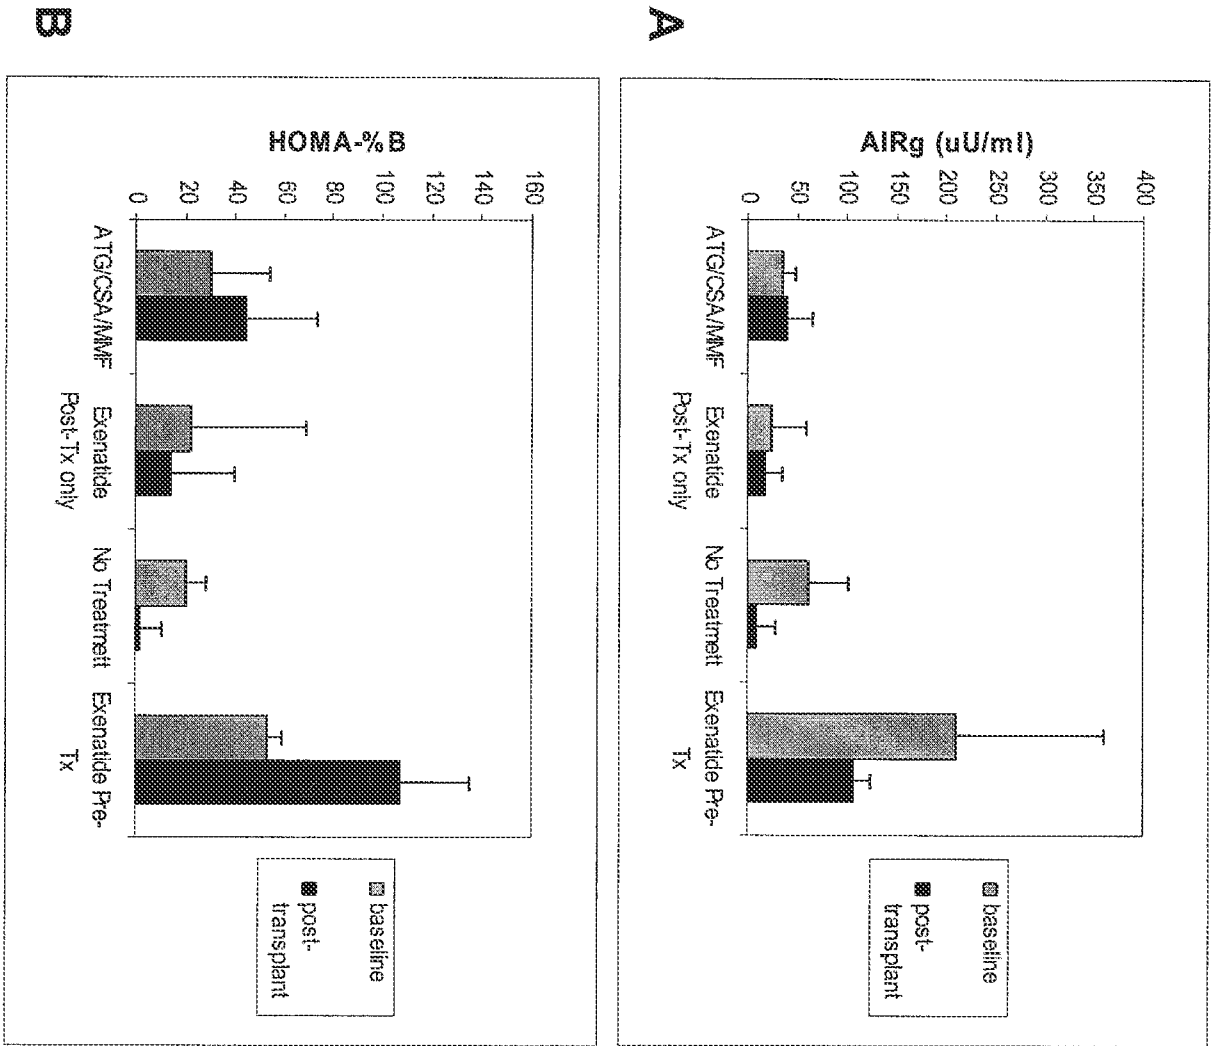 A
AIRg (uU/ml)
400
350
300
250
200
150
100
50
0
ATG/CSA/MMF
Exenatide
Post-Tx only
No Treatmett
Exenatide Pre-
Tx
baseline
post-
transplant
B
HOMA-%B
160
140
120
100
80
60
40
20
0
ATG/CSA/MMF
Exenatide
Post-Tx only
No Treatmett
Exenatide Pre-
Tx
baseline
post-
transplant